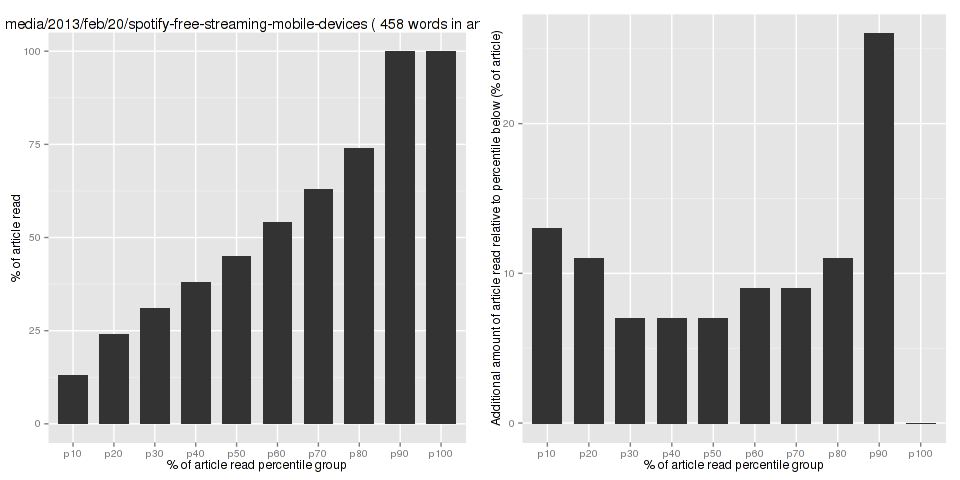 media/2013/feb/20/spotify-free-streaming-mobile-devices ( 458 words in ar
% of article read
100
75
50
25
0
p10 p20 p30 p40 p50 p60 p70 p80 p90 p100
% of article read percentile group
Additional amount of article read relative to percentile below (% of article)
20
10
0
p10 p20 p30 p40 p50 p60 p70 p80 p90 p100
% of article read percentile group